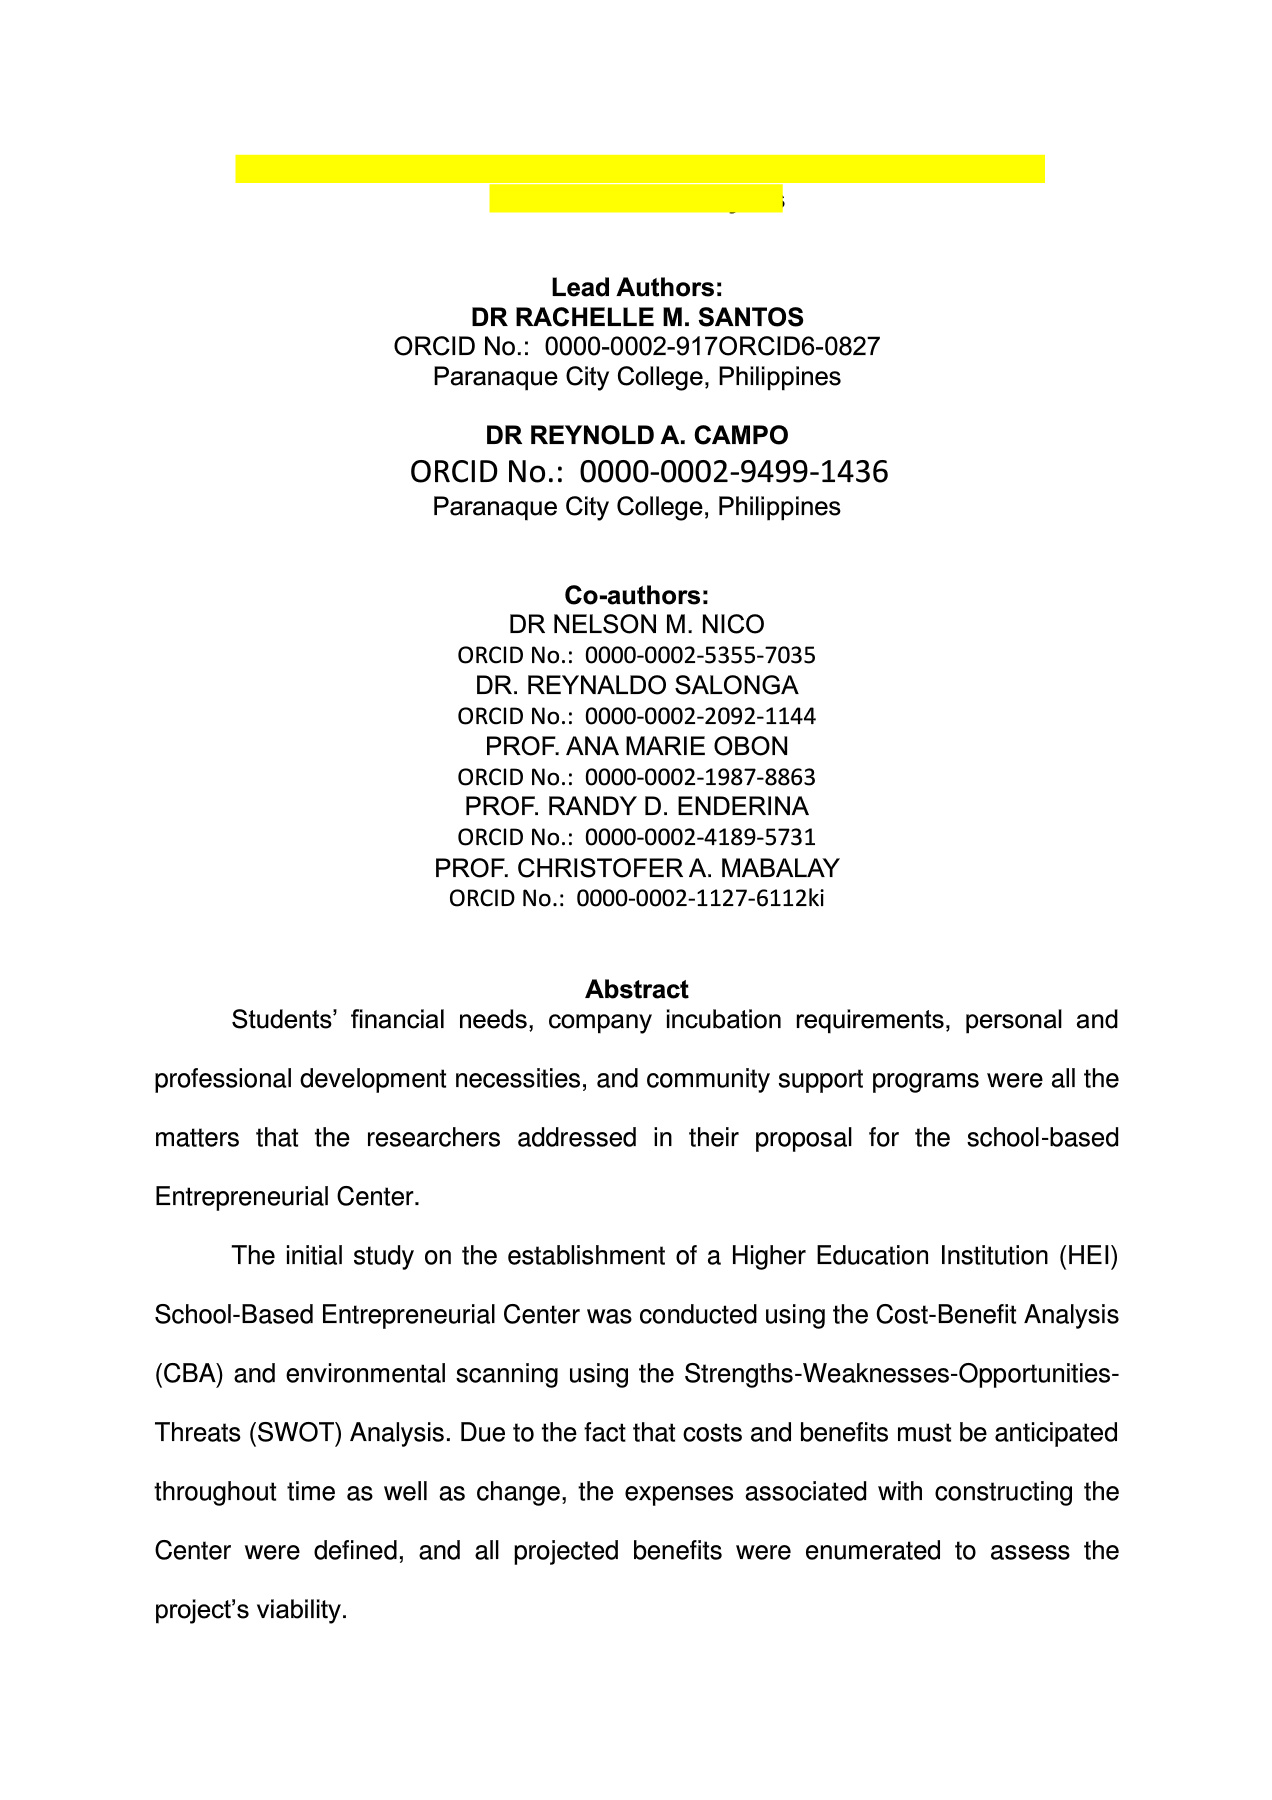 Lead Authors:
DR RACHELLE M. SANTOS
ORCID No.: 0000-0002-917ORCID6-0827
Paranaque City College, Philippines
DR REYNOLD A. CAMPO
ORCID No.: 0000-0002-9499-1436
Paranaque City College, Philippines
Co-authors:
DR NELSON M. NICO
ORCID No.: 0000-0002-5355-7035
DR. REYNALDO SALONGA
ORCID No.: 0000-0002-2092-1144
PROF. ANA MARIE OBON
ORCID No.: 0000-0002-1987-8863
PROF. RANDY D. ENDERINA
ORCID No.: 0000-0002-4189-5731
PROF. CHRISTOFER A. MABALAY
ORCID No.: 0000-0002-1127-6112ki
Abstract
Students’ financial needs, company incubation requirements, personal and
professional development necessities, and community support programs were all the
matters that the researchers addressed in their proposal for the school-based
Entrepreneurial Center.
The initial study on the establishment of a Higher Education Institution (HEI)
School-Based Entrepreneurial Center was conducted using the Cost-Benefit Analysis
(CBA) and environmental scanning using the Strengths-Weaknesses-Opportunities-
Threats (SWOT) Analysis. Due to the fact that costs and benefits must be anticipated
throughout time as well as change, the expenses associated with constructing the
Center were defined, and all projected benefits were enumerated to assess the
project’s viability.